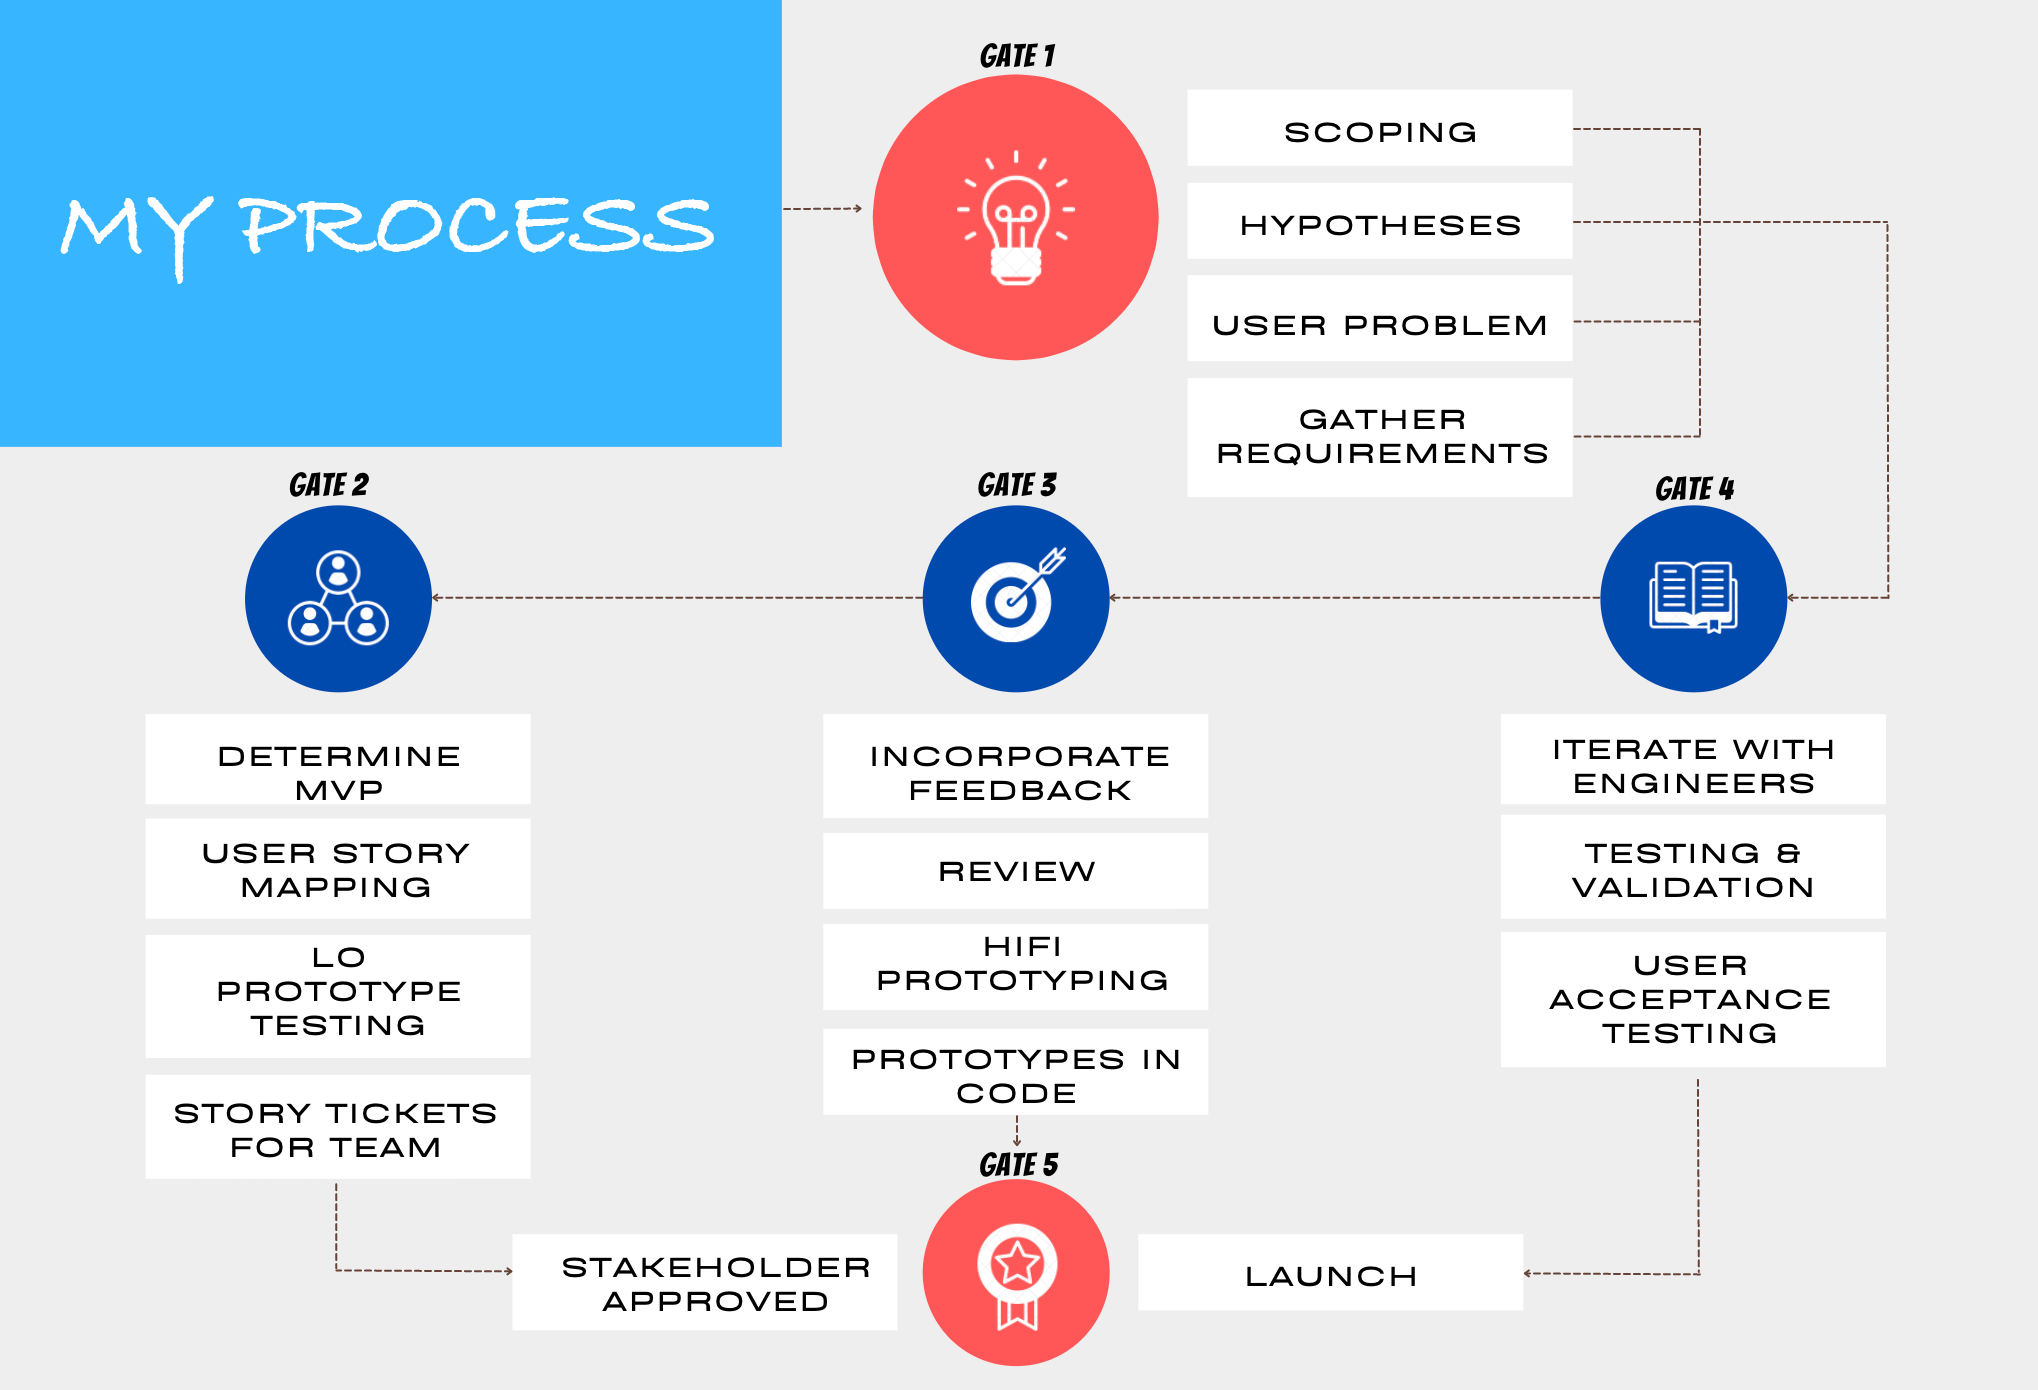 MY PROCESS
GATE 1
SCOPING
HYPOTHESES
USER PROBLEM
GATHER
REQUIREMENTS
GATE 2
DETERMINE
MVP
USER STORY
MAPPING
LO
PROTOTYPE
TESTING
STORY TICKETS
FOR TEAM
GATE 3
INCORPORATE
FEEDBACK
REVIEW
HIFI
PROTOTYPING
PROTOTYPES IN
CODE
GATE 4
ITERATE WITH
ENGINEERS
TESTING &
VALIDATION
USER
ACCEPTANCE
TESTING
GATE 5
STAKEHOLDER
APPROVED
LAUNCH